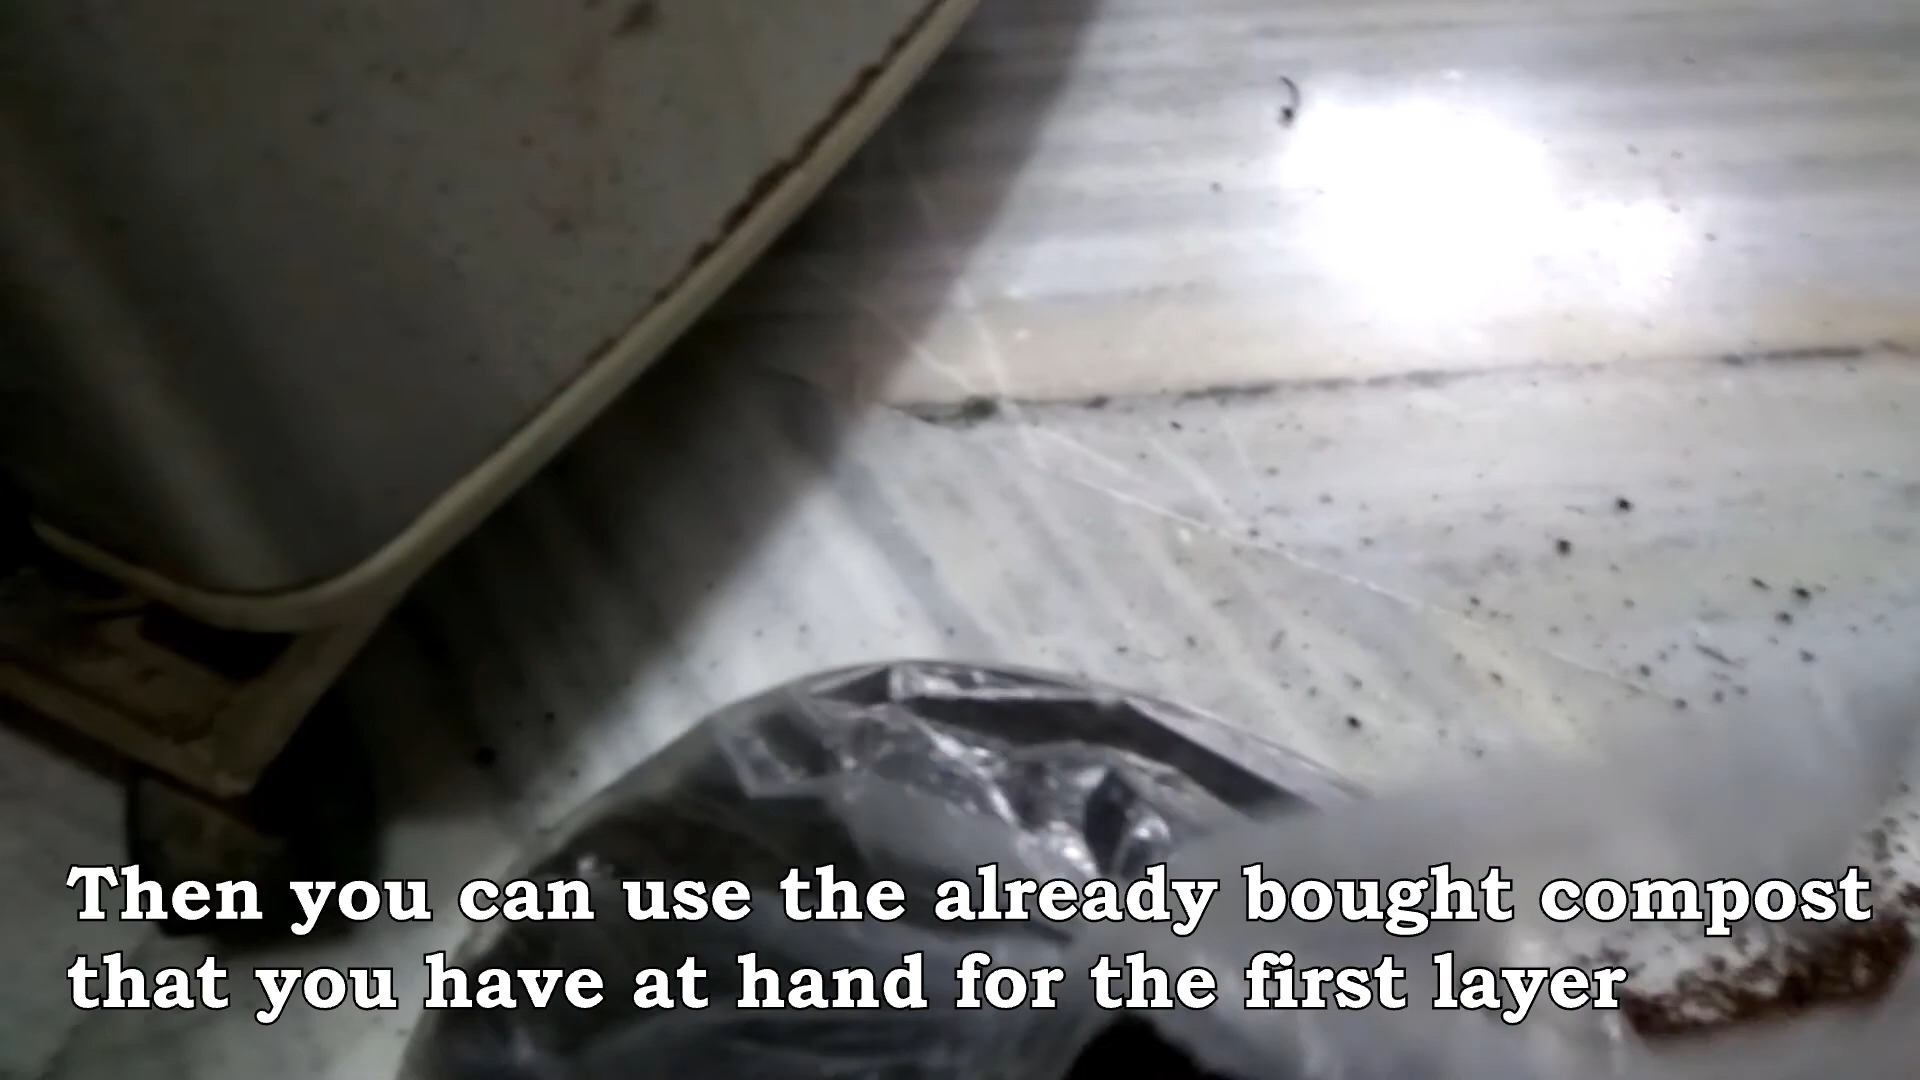 Then you can use the already bought compost
that you have at hand for the first layer